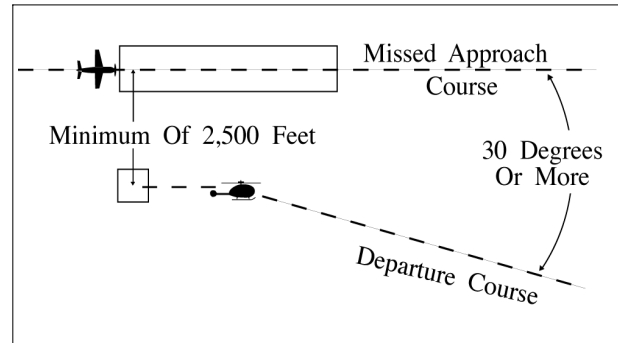 Missed Approach
Course
Minimum Of 2,500 Feet
30 Degrees
Or More
Departure Course